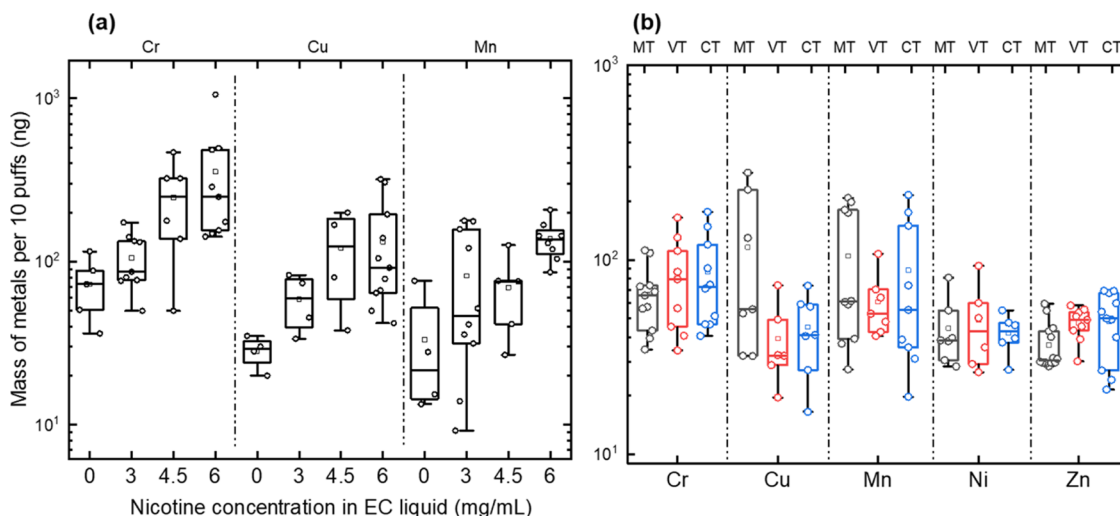 (a)
Cr Cu Mn
Mass of metals per 10 puffs (ng)
10³
10²
10¹
0 3 4.5 6 0 3 4.5 6 0 3 4.5 6
Nicotine concentration in EC liquid (mg/mL)
(b)
MT VT CT MT VT CT MT VT CT MT VT CT MT VT CT
10³
10²
10¹
Cr Cu Mn Ni Zn